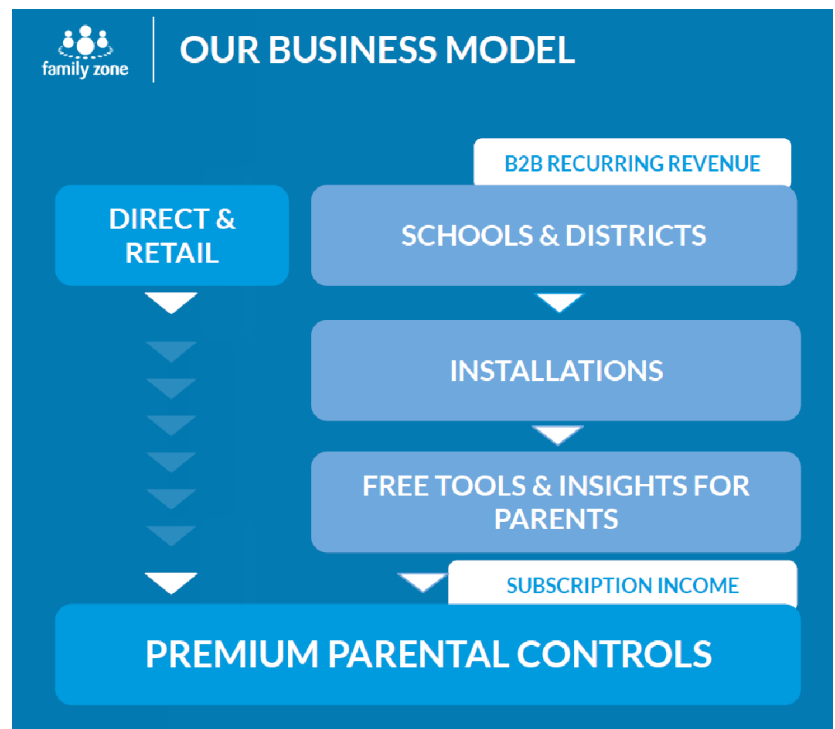 family zone
OUR BUSINESS MODEL
B2B RECURRING REVENUE
DIRECT &
RETAIL
SCHOOLS & DISTRICTS
INSTALLATIONS
FREE TOOLS & INSIGHTS FOR
PARENTS
SUBSCRIPTION INCOME
PREMIUM PARENTAL CONTROLS